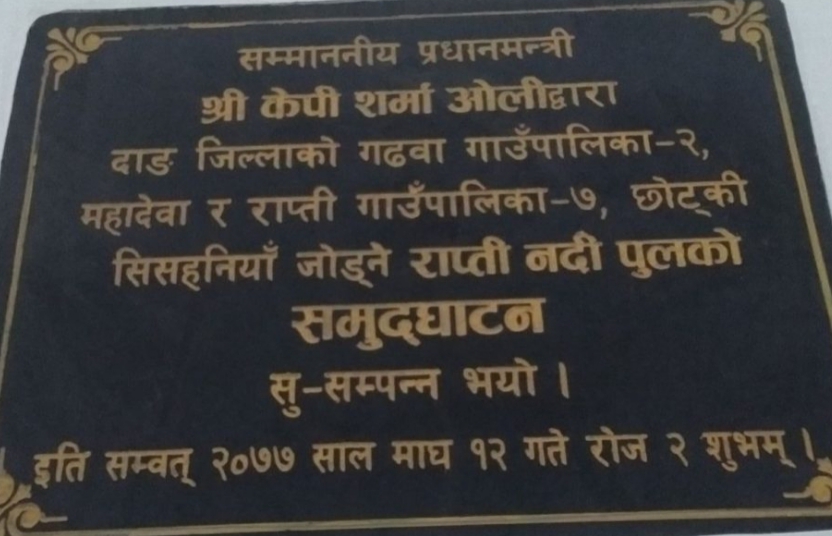 सम्माननीय प्रधानमन्त्री
श्री केपी शर्मा ओलीद्वारा
दाङ जिल्लाको गढवा गाउँपालिका-२,
महादेवा र राप्ती गाउँपालिका-७, छोट्की
सिसहनियाँ जोड्ने राप्ती नदी पुलको
समुद्घाटन
सु-सम्पन्न भयो ।
इति सम्वत् २०७७ साल माघ १२ गते रोज २ शुभम् ।